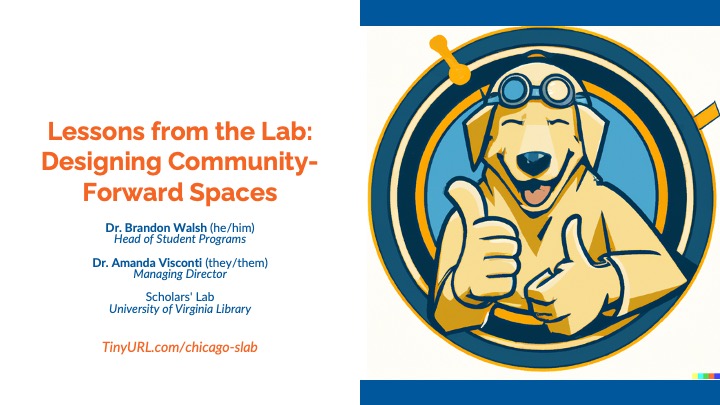 Lessons from the Lab:
Designing Community-
Forward Spaces
Dr. Brandon Walsh (he/him)
Head of Student Programs
Dr. Amanda Visconti (they/them)
Managing Director
Scholars' Lab
University of Virginia Library
TinyURL.com/chicago-slab